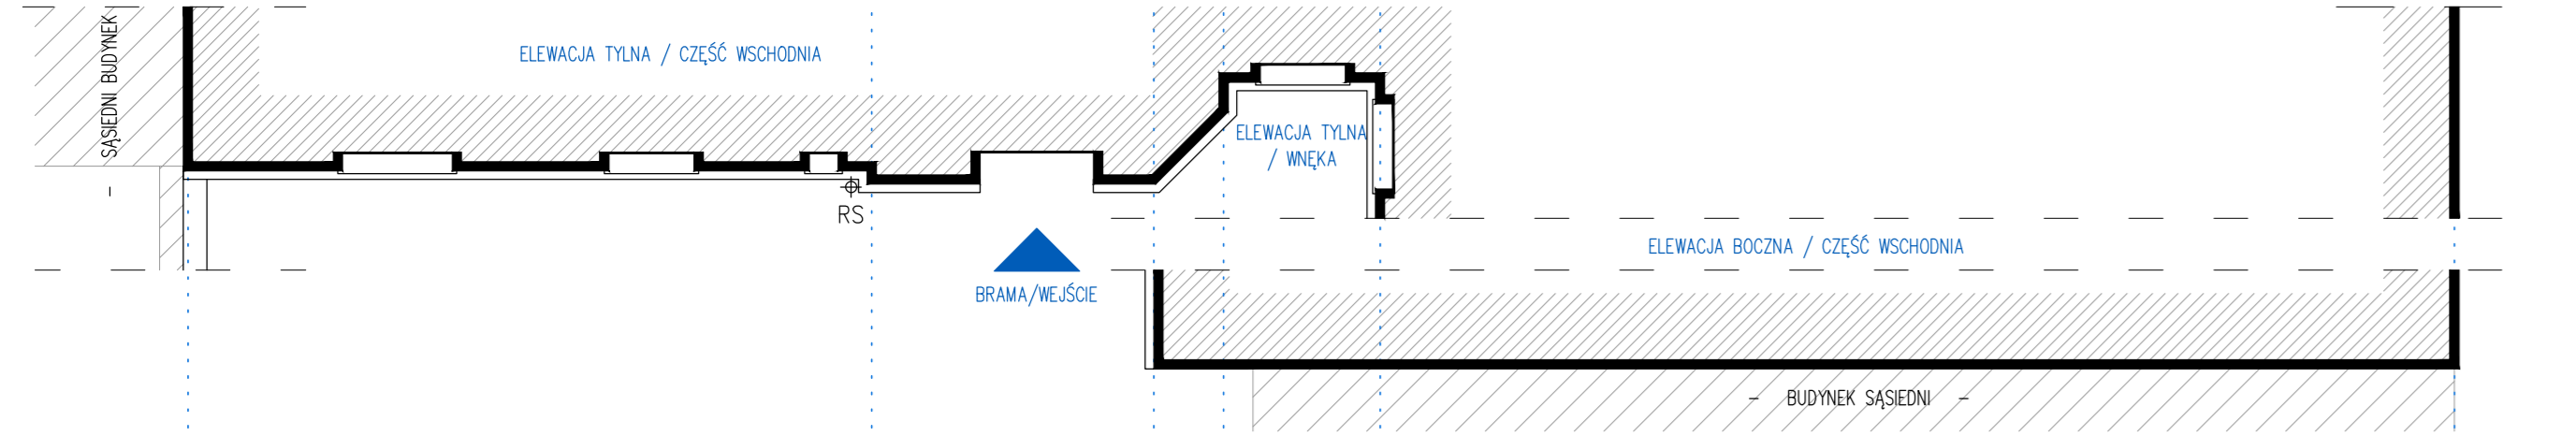 SĄSIEDNI BUDYNEK -
ELEWACJA TYLNA / CZĘŚĆ WSCHODNIA
ELEWACJA TYLNA
/ WNĘKA
RS
ELEWACJA BOCZNA / CZĘŚĆ WSCHODNIA
BRAMA/WEJŚCIE
- BUDYNEK SĄSIEDNI -